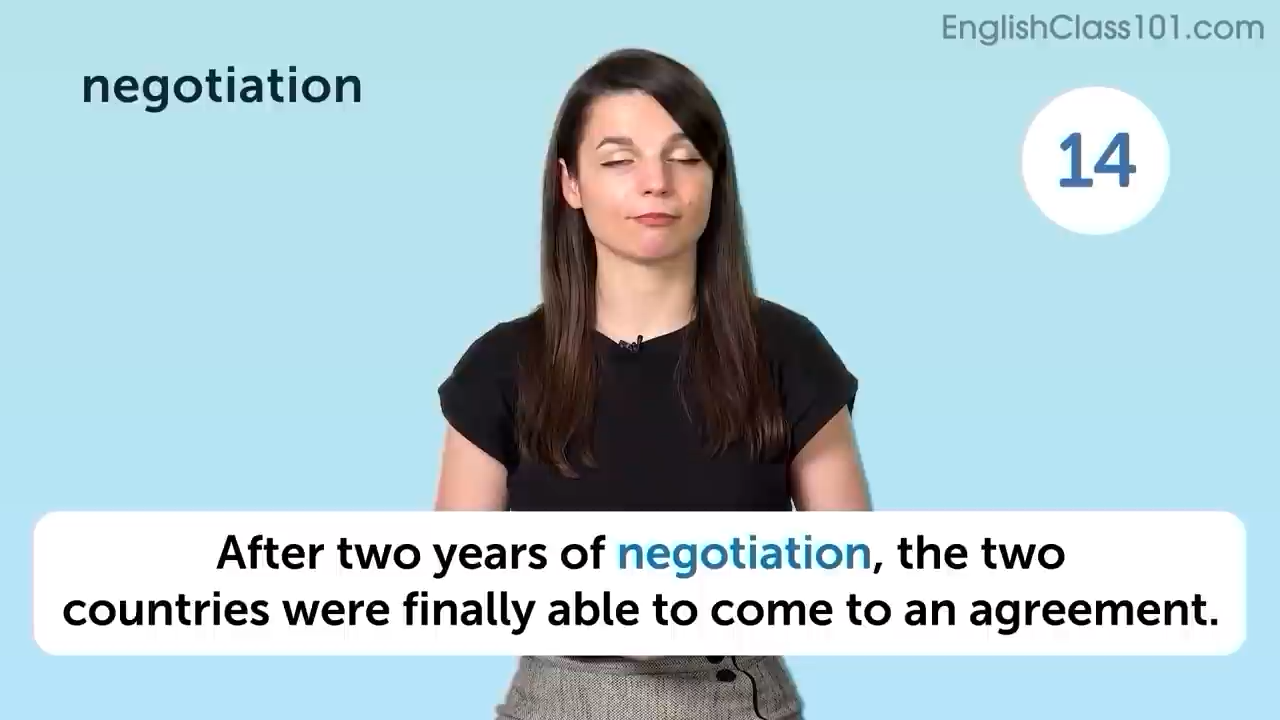 EnglishClass101.com
negotiation
14
After two years of negotiation, the two
countries were finally able to come to an agreement.